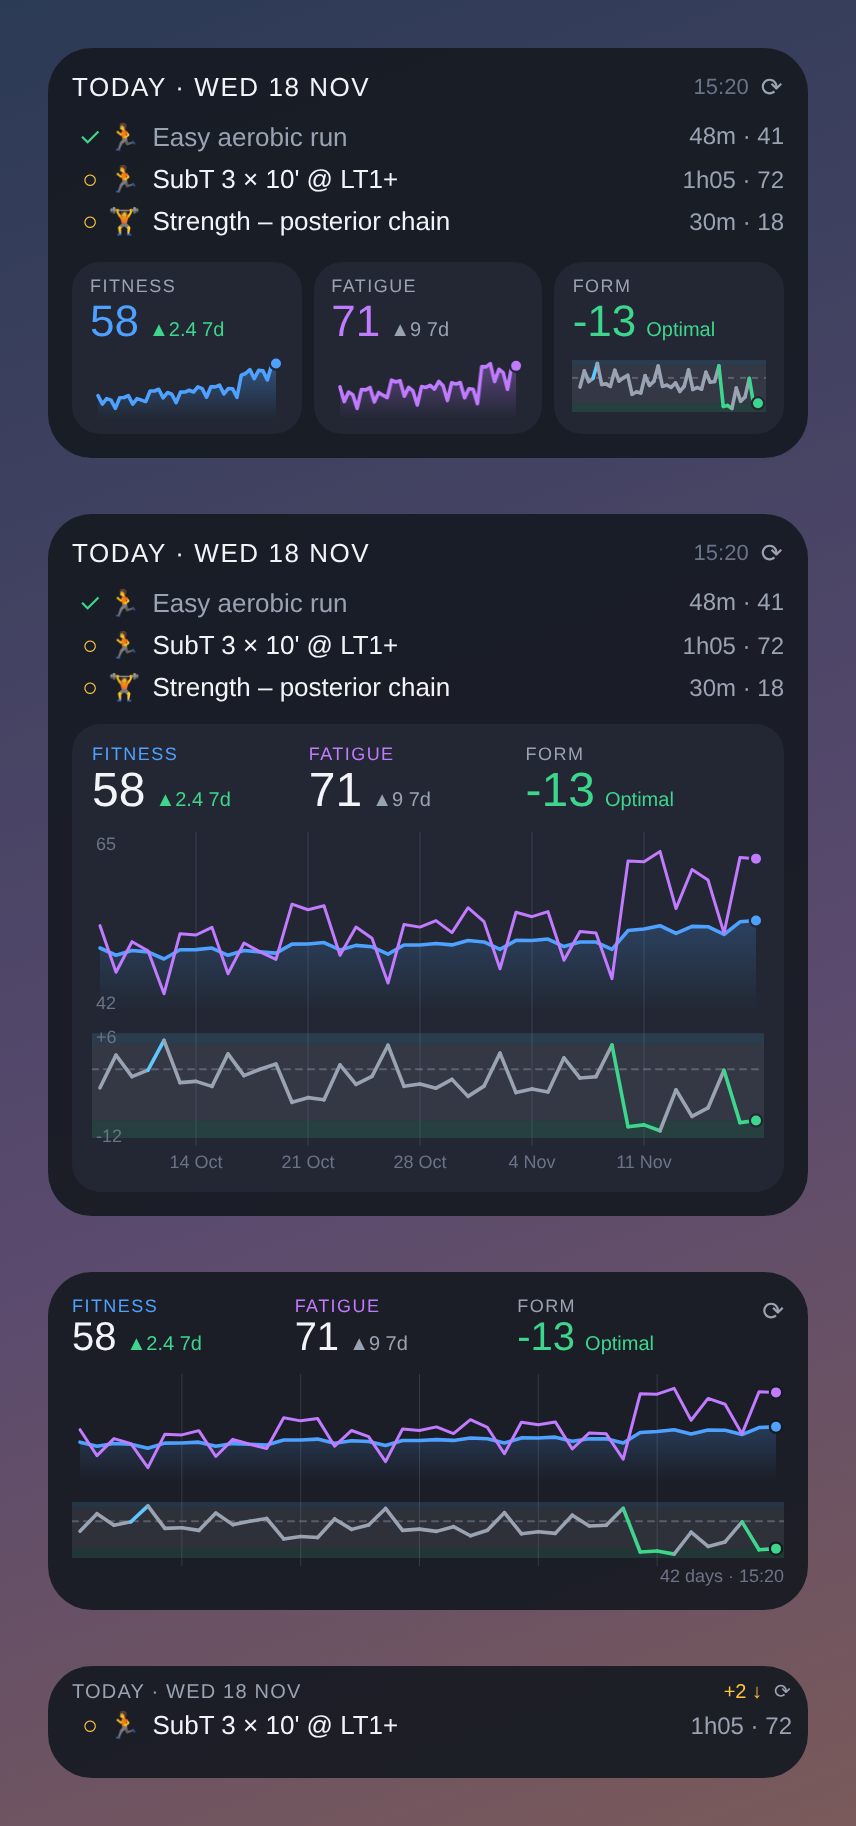 TODAY · WED 18 NOV 15:20 ⟳
✓ 🏃 Easy aerobic run 48m · 41
○ 🏃 SubT 3 × 10' @ LT1+ 1h05 · 72
○ 🏋 Strength – posterior chain 30m · 18
FITNESS FATIGUE FORM
58 ▲2.4 7d 71 ▲9 7d -13 Optimal
TODAY · WED 18 NOV 15:20 ⟳
✓ 🏃 Easy aerobic run 48m · 41
○ 🏃 SubT 3 × 10' @ LT1+ 1h05 · 72
○ 🏋 Strength – posterior chain 30m · 18
FITNESS FATIGUE FORM
58 ▲2.4 7d 71 ▲9 7d -13 Optimal
65
42
+6
-12
14 Oct 21 Oct 28 Oct 4 Nov 11 Nov
FITNESS FATIGUE FORM ⟳
58 ▲2.4 7d 71 ▲9 7d -13 Optimal
42 days · 15:20
TODAY · WED 18 NOV +2 ↓ ⟳
○ 🏃 SubT 3 × 10' @ LT1+ 1h05 · 72